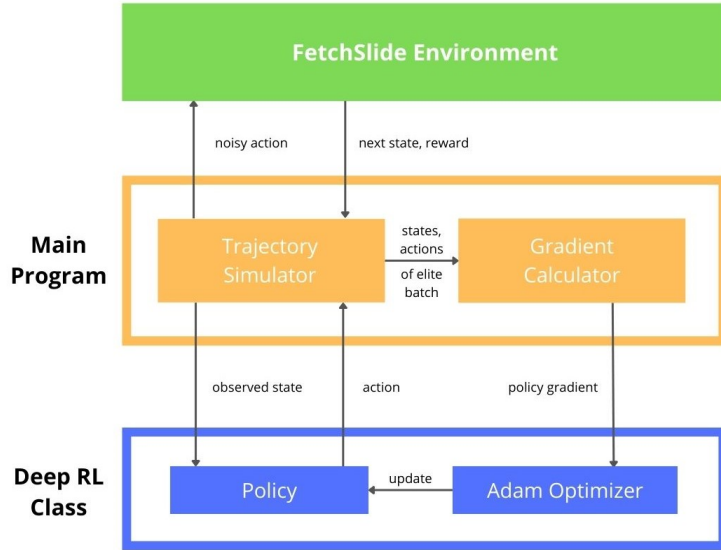 FetchSlide Environment
noisy action
next state, reward
Main
Program
Trajectory
Simulator
states,
actions
of elite
batch
Gradient
Calculator
observed state
action
policy gradient
Deep RL
Class
Policy
update
Adam Optimizer